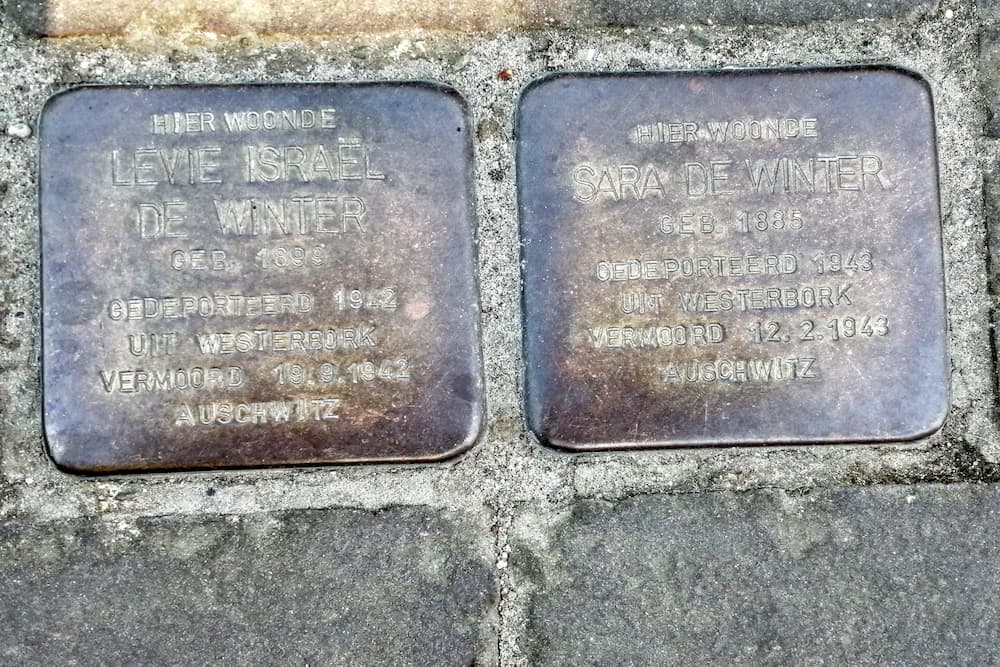 HIER WOONDE
LEVIE ISRAËL
DE WINTER
GEB. 1899
GEDEPORTEERD 1942
UIT WESTERBORK
VERMOORD 19.9.1942
AUSCHWITZ
HIER WOONDE
SARA DE WINTER
GEB. 1885
GEDEPORTEERD 1943
UIT WESTERBORK
VERMOORD 12.2.1943
AUSCHWITZ